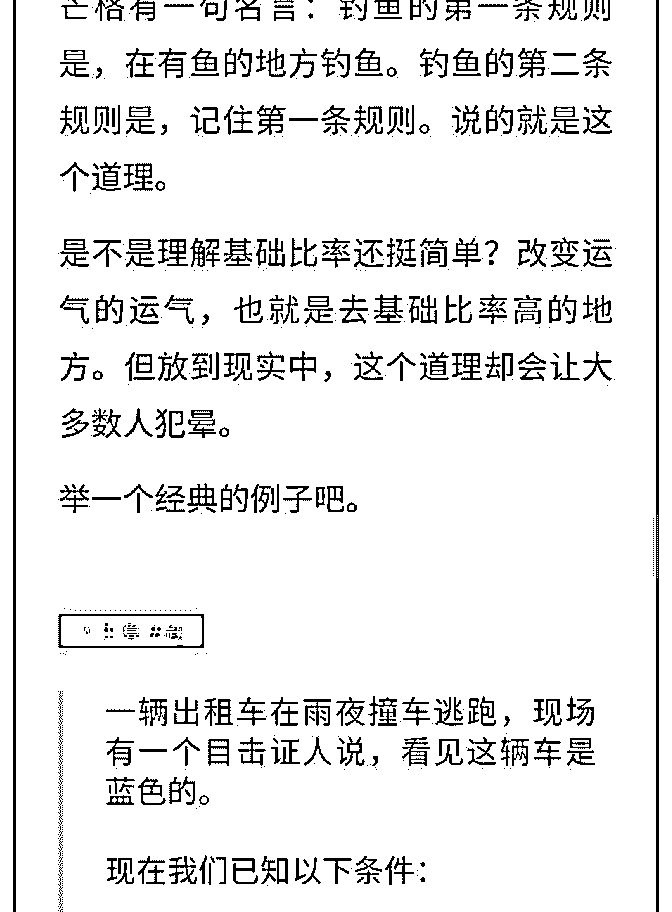 芒格有一句名言：钓鱼的第一条规则
是，在有鱼的地方钓鱼。钓鱼的第二条
规则是，记住第一条规则。说的就是这
个道理。
是不是理解基础比率还挺简单？改变运
气的运气，也就是去基础比率高的地
方。但放到现实中，这个道理却会让大
多数人犯晕。
举一个经典的例子吧。
一辆出租车在雨夜撞车逃跑，现场
有一个目击证人说，看见这辆车是
蓝色的。
现在我们已知以下条件：